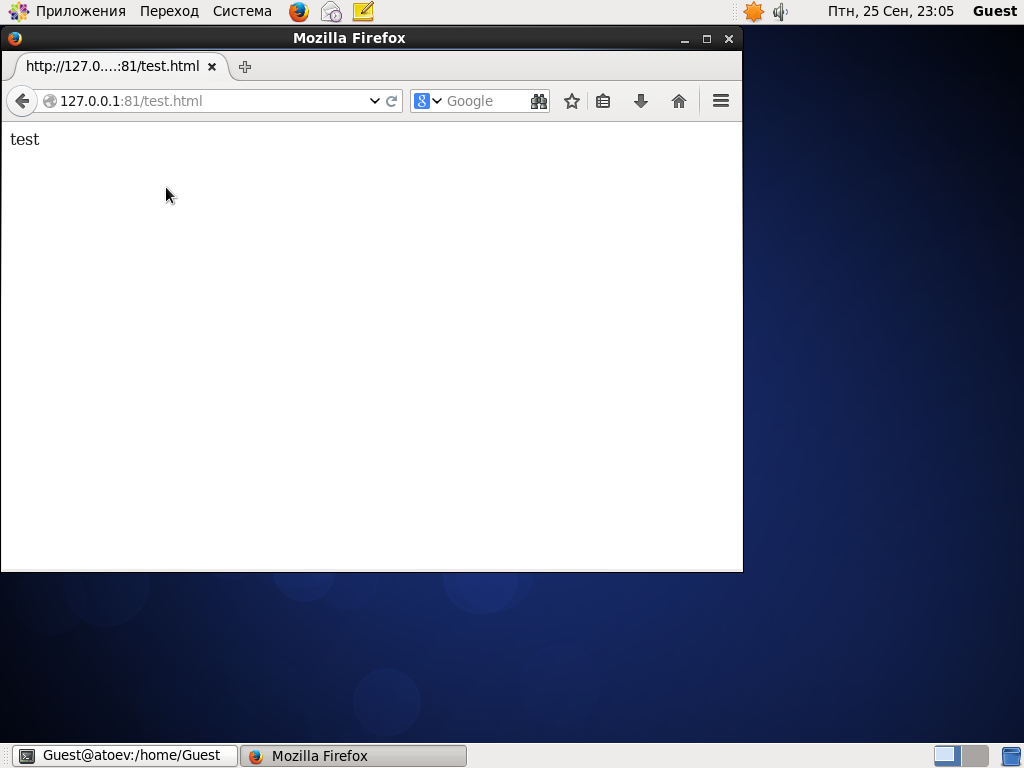 Приложения Переход Система Птн, 25 Сен, 23:05 Guest
Mozilla Firefox
http://127.0....:81/test.html
127.0.0.1:81/test.html Google
test
Guest@atoev:/home/Guest Mozilla Firefox